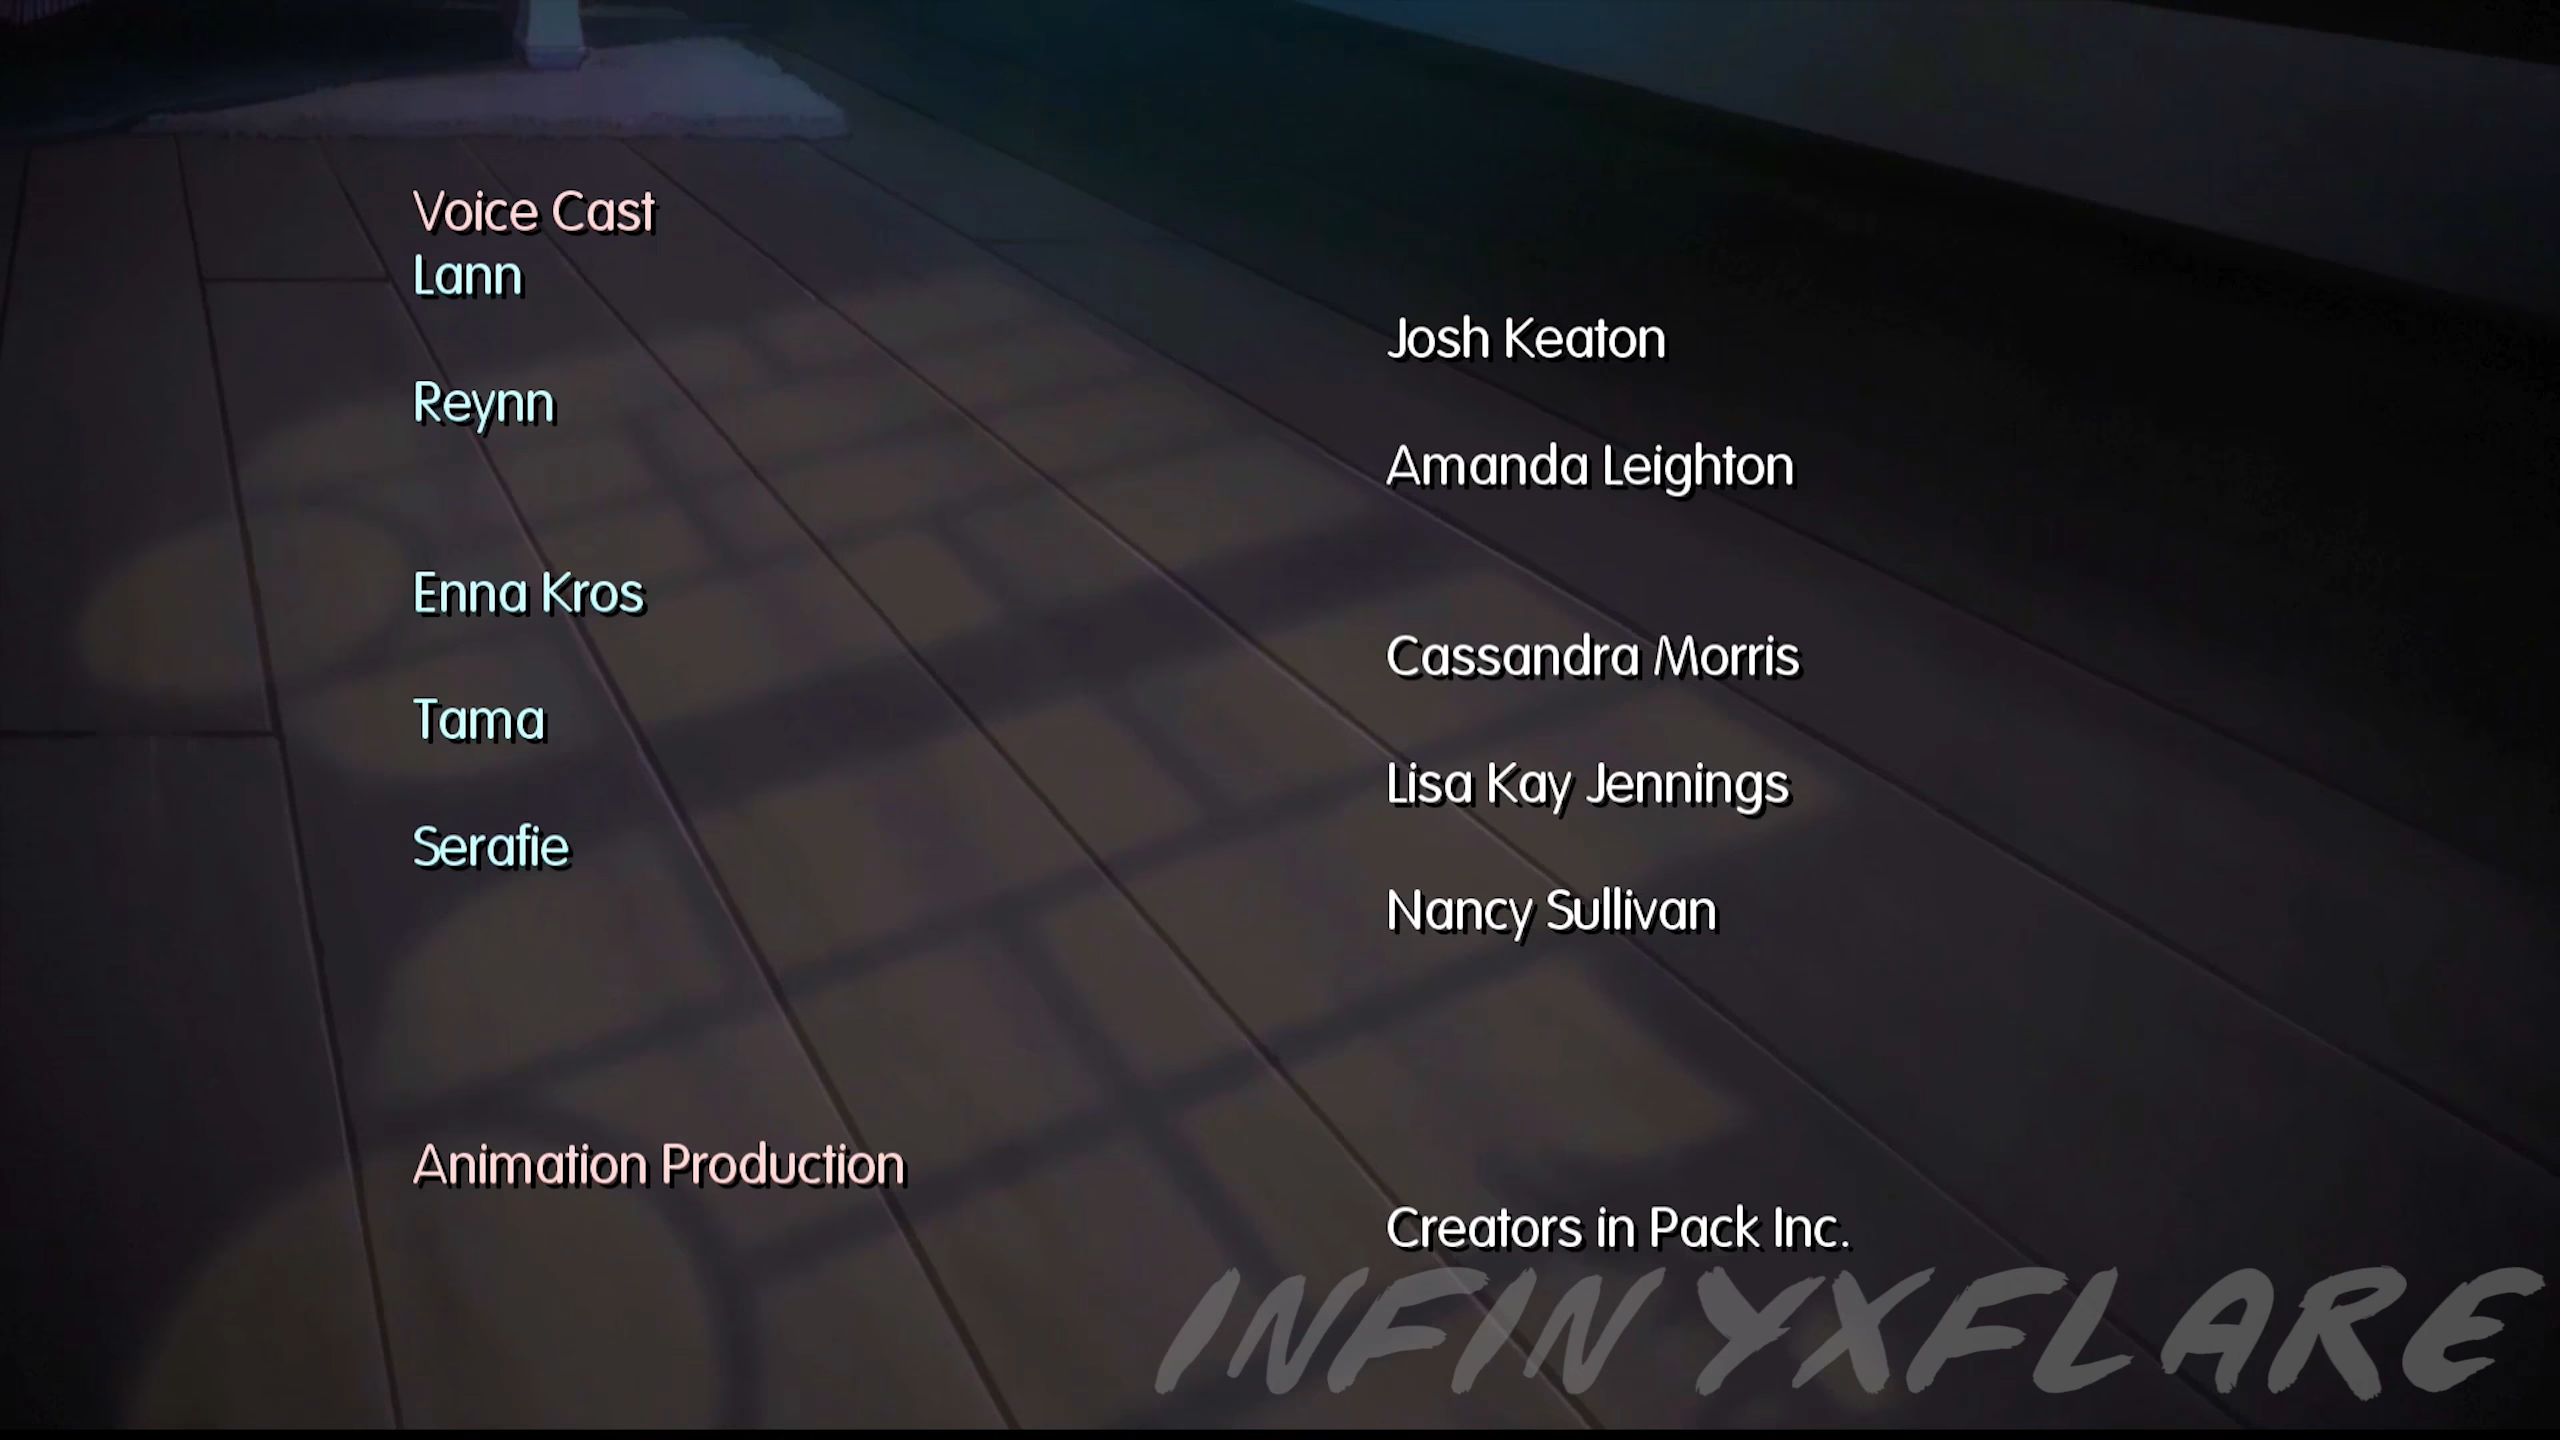 Voice Cast
Lann
Josh Keaton
Reynn
Amanda Leighton
Enna Kros
Cassandra Morris
Tama
Lisa Kay Jennings
Serafie
Nancy Sullivan
Animation Production
Creators in Pack Inc.
INFINYXFLARE